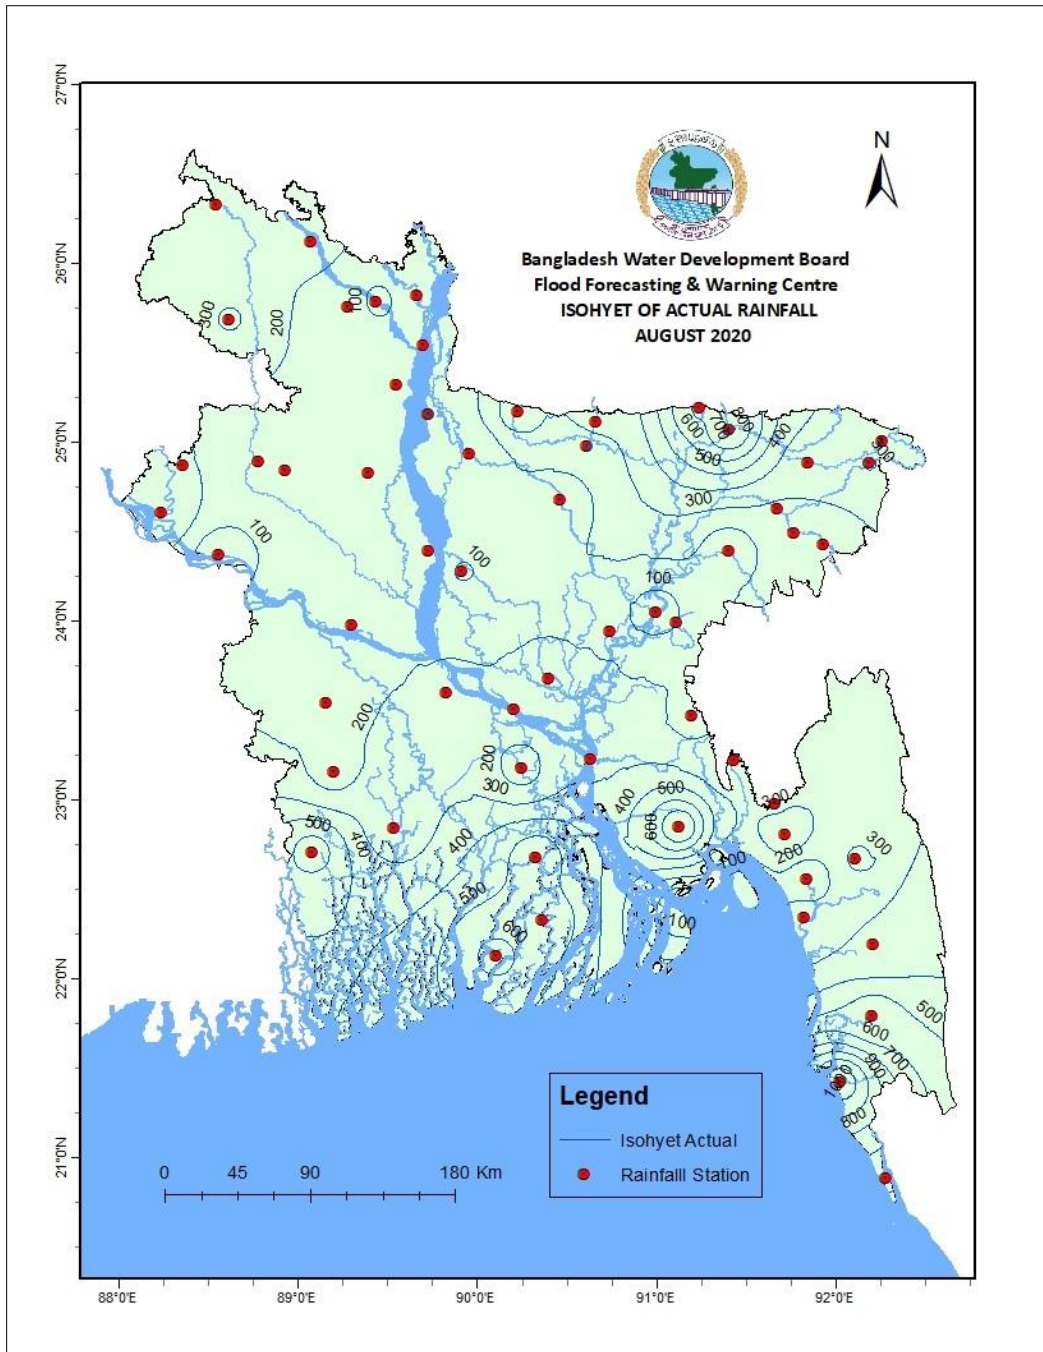 N
Bangladesh Water Development Board
Flood Forecasting & Warning Centre
ISOHYET OF ACTUAL RAINFALL
AUGUST 2020
27°0'N
26°0'N
25°0'N
24°0'N
23°0'N
22°0'N
21°0'N
300
200
100
600
700
800
500
400
300
300
100
100
100
200
200
300
400
500
600
300
500
400
400
500
600
100
200
300
100
500
600
700
900
1000
800
Legend
Isohyet Actual
Rainfalll Station
0 45 90 180 Km
88°0'E 89°0'E 90°0'E 91°0'E 92°0'E